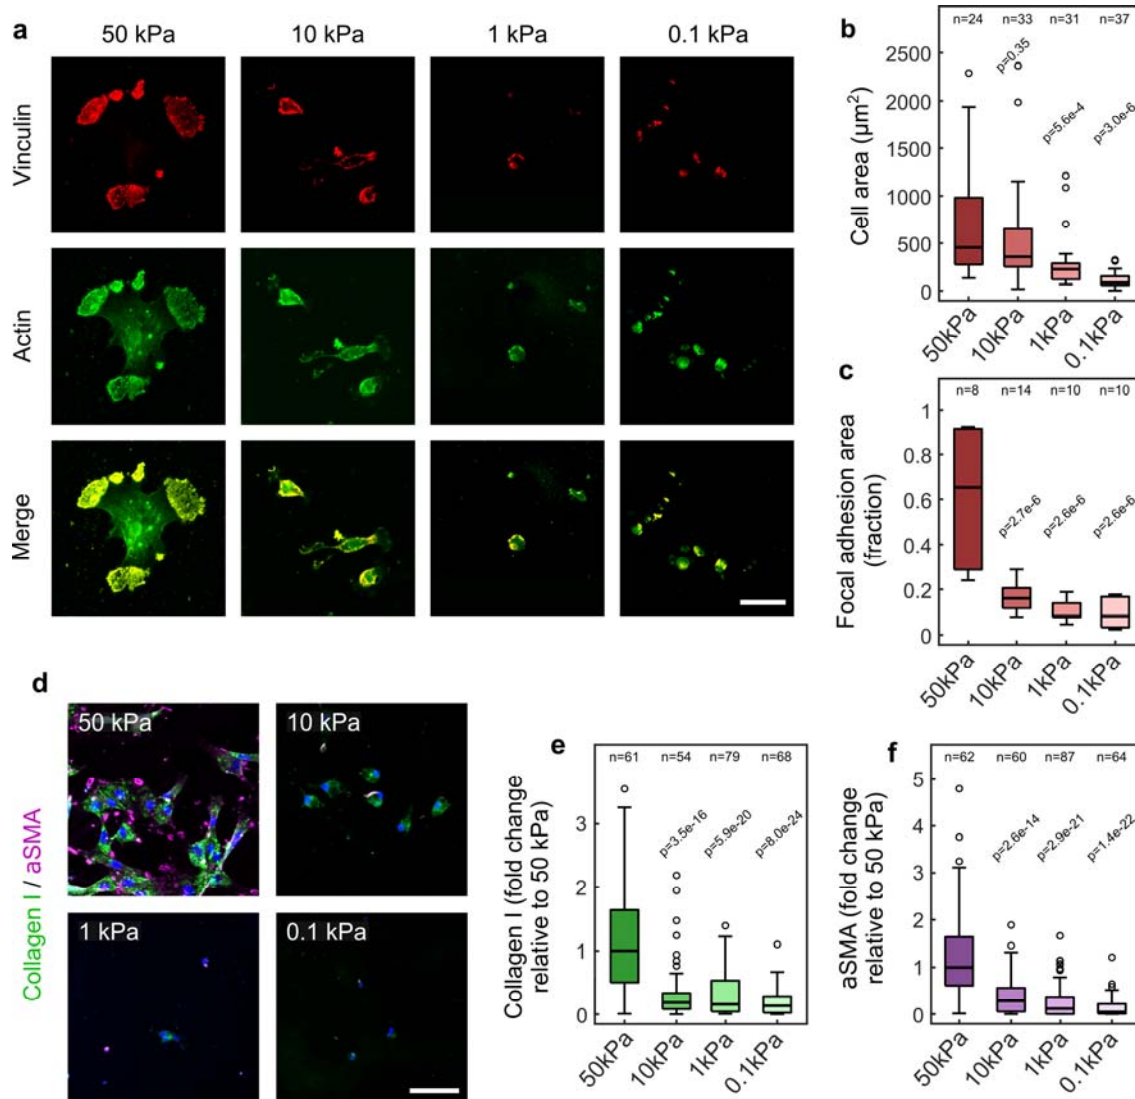 a
50 kPa
10 kPa
1 kPa
0.1 kPa
Vinculin
Actin
Merge
b
n=24
n=33
n=31
n=37
p=0.35
p=5.6e-4
p=3.0e-6
Cell area (µm²)
2500
2000
1500
1000
500
0
50kPa
10kPa
1kPa
0.1kPa
c
n=8
n=14
n=10
n=10
p=2.7e-6
p=2.6e-6
p=2.6e-6
Focal adhesion area
(fraction)
1
0.8
0.6
0.4
0.2
0
50kPa
10kPa
1kPa
0.1kPa
d
Collagen I / aSMA
50 kPa
10 kPa
1 kPa
0.1 kPa
e
n=61
n=54
n=79
n=68
p=3.5e-16
p=5.9e-20
p=8.0e-24
Collagen I (fold change
relative to 50 kPa)
3
2
1
0
50kPa
10kPa
1kPa
0.1kPa
f
n=62
n=60
n=87
n=64
p=2.6e-14
p=2.9e-21
p=1.4e-22
aSMA (fold change
relative to 50 kPa)
5
4
3
2
1
0
50kPa
10kPa
1kPa
0.1kPa